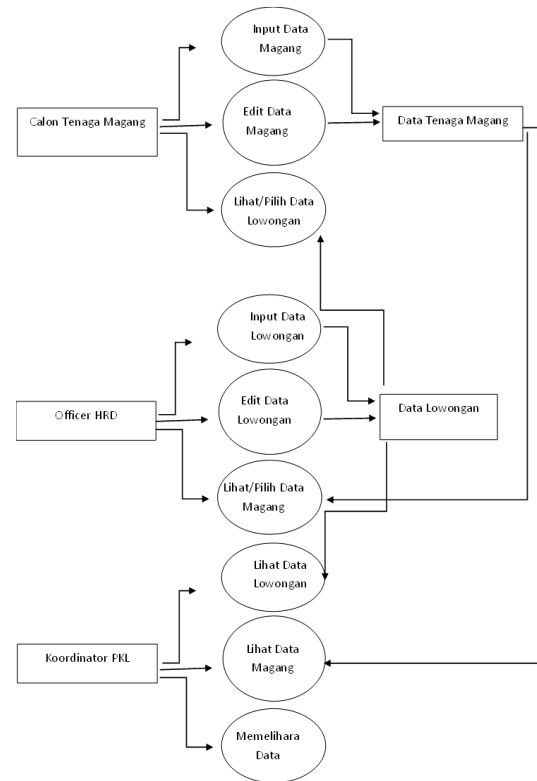 Input Data
Magang
Calon Tenaga Magang
Edit Data
Magang
Data Tenaga Magang
Lihat/Pilih Data
Lowongan
Input Data
Lowongan
Officer HRD
Edit Data
Lowongan
Data Lowongan
Lihat/Pilih Data
Magang
Lihat Data
Lowongan
Koordinator PKL
Lihat Data
Magang
Memelihara
Data